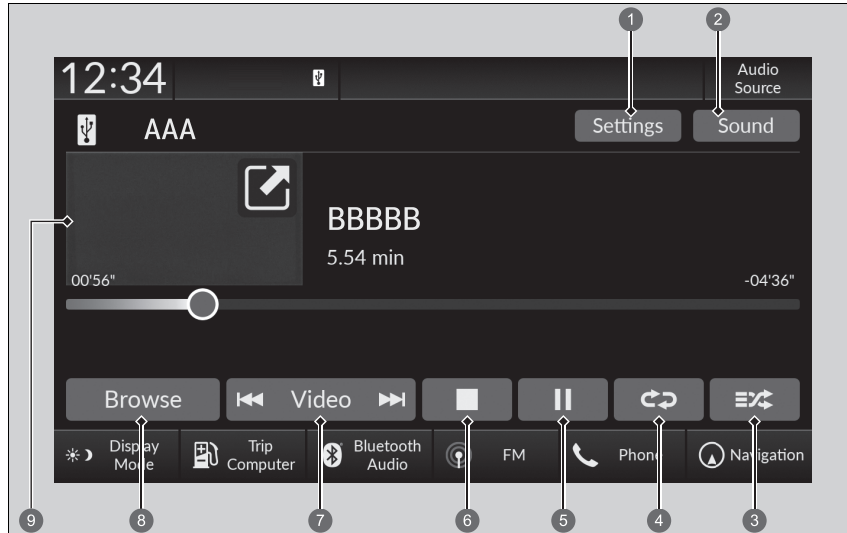 1 2
12:34
Audio
Source
AAA
Settings
Sound
BBBBB
5.54 min
9
00'56"
-04'36"
Browse
Video
Display
Mode
Trip
Computer
Bluetooth
Audio
FM
Phone
Navigation
8 7 6 5 4 3